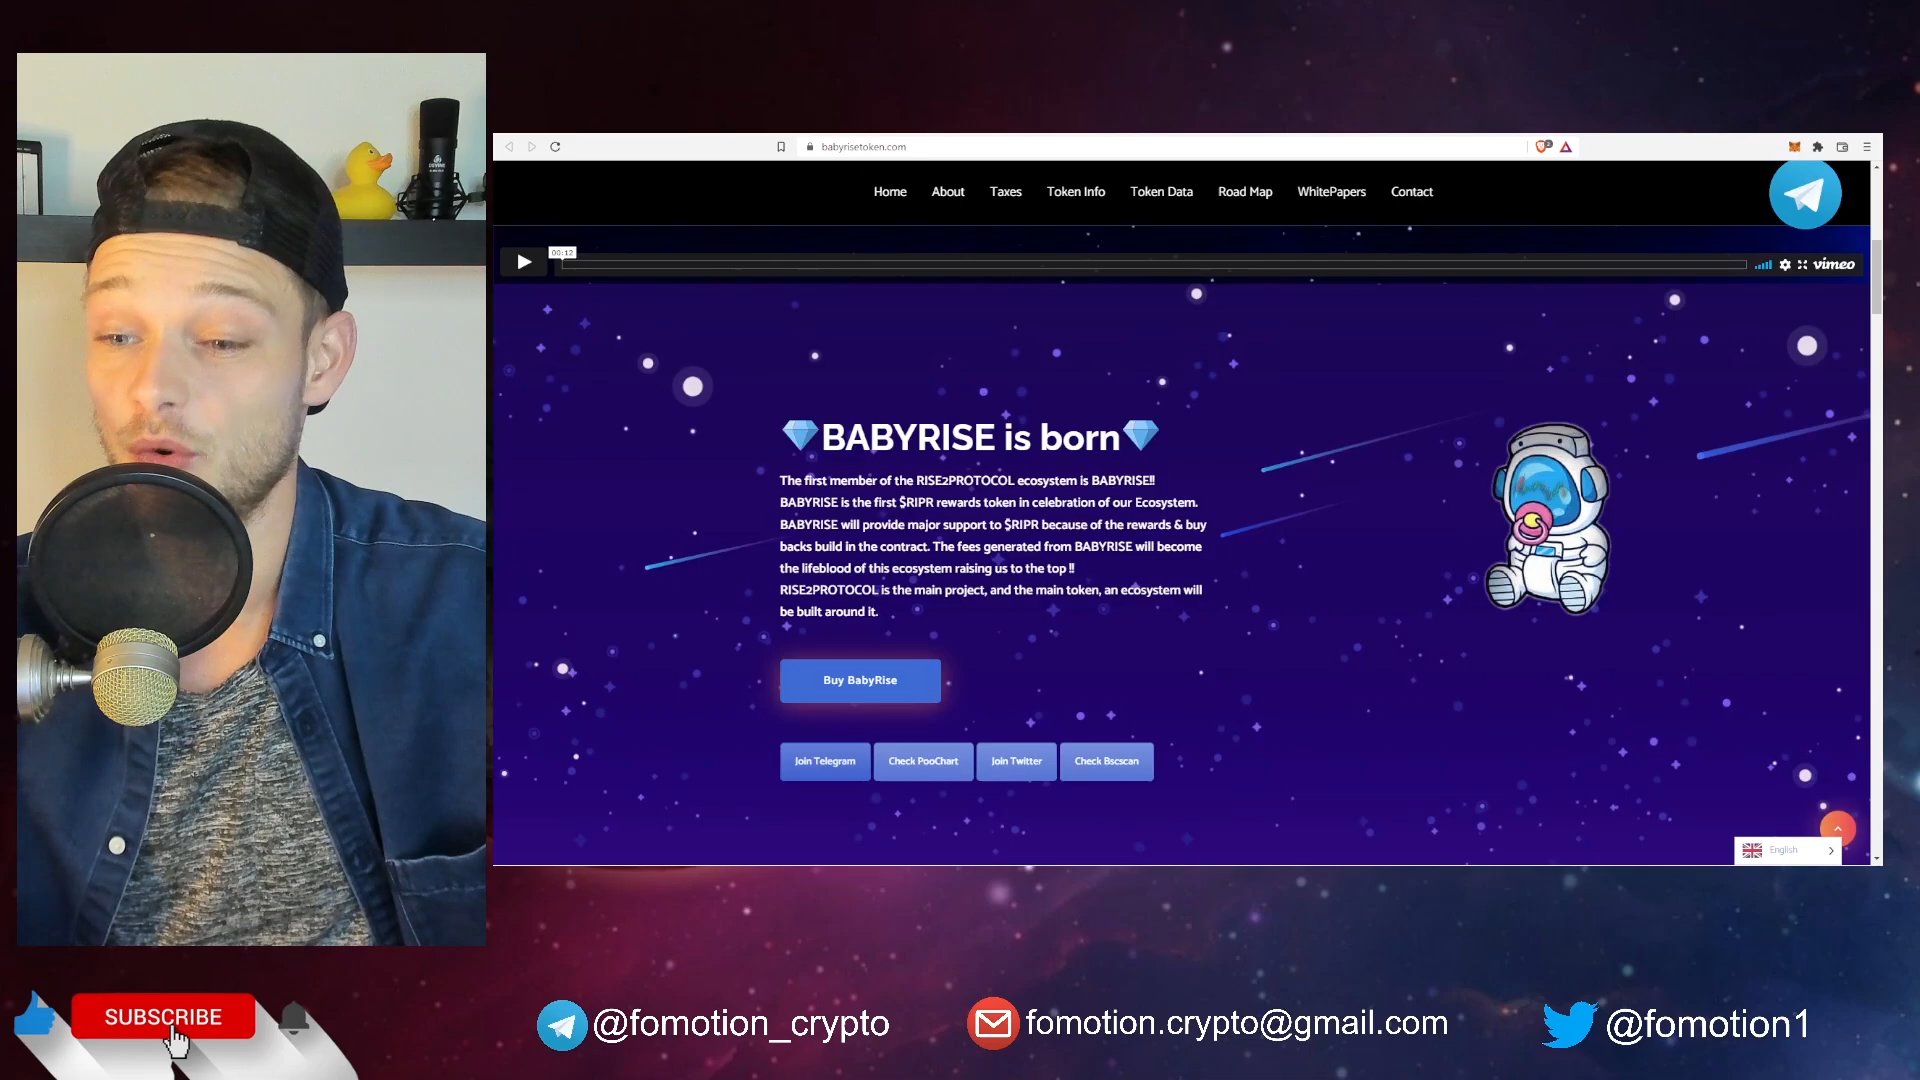 babyrisetoken.com
Home About Taxes Token Info Token Data Road Map WhitePapers Contact
00:12
vimeo
BABYRISE is born
The first member of the RISE2PROTOCOL ecosystem is BABYRISE!!
BABYRISE is the first $RIPR rewards token in celebration of our Ecosystem.
BABYRISE will provide major support to $RIPR because of the rewards & buy
backs build in the contract. The fees generated from BABYRISE will become
the lifeblood of this ecosystem raising us to the top !!
RISE2PROTOCOL is the main project, and the main token, an ecosystem will
be built around it.
Buy BabyRise
Join Telegram Check PooChart Join Twitter Check Bscscan
English
SUBSCRIBE
@fomotion_crypto
fomotion.crypto@gmail.com
@fomotion1